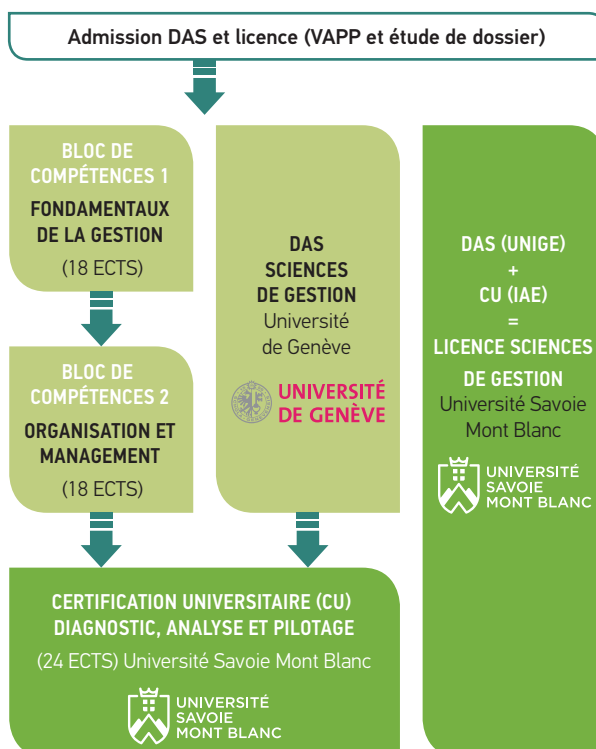 Admission DAS et licence (VAPP et étude de dossier)
BLOC DE
COMPÉTENCES 1
FONDAMENTAUX
DE LA GESTION
(18 ECTS)
BLOC DE
COMPÉTENCES 2
ORGANISATION ET
MANAGEMENT
(18 ECTS)
DAS
SCIENCES
DE GESTION
Université
de Genève
UNIVERSITÉ
DE GENÈVE
CERTIFICATION UNIVERSITAIRE (CU)
DIAGNOSTIC, ANALYSE ET PILOTAGE
(24 ECTS) Université Savoie Mont Blanc
UNIVERSITÉ
SAVOIE
MONT BLANC
DAS (UNIGE)
+
CU (IAE)
=
LICENCE SCIENCES
DE GESTION
Université Savoie
Mont Blanc
UNIVERSITÉ
SAVOIE
MONT BLANC